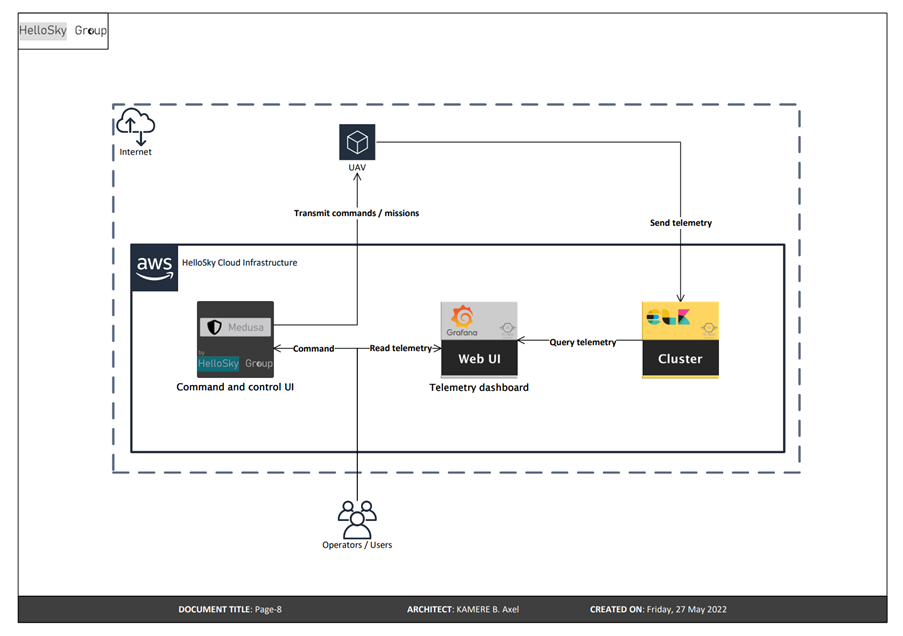 HelloSky Group
Internet
UAV
Transmit commands / missions
Send telemetry
aws
HelloSky Cloud Infrastructure
Medusa
by
HelloSky Group
Command and control UI
Command
Read telemetry
Grafana
Web UI
Telemetry dashboard
Query telemetry
ELK
Cluster
Operators / Users
DOCUMENT TITLE: Page-8
ARCHITECT: KAMERE B. Axel
CREATED ON: Friday, 27 May 2022